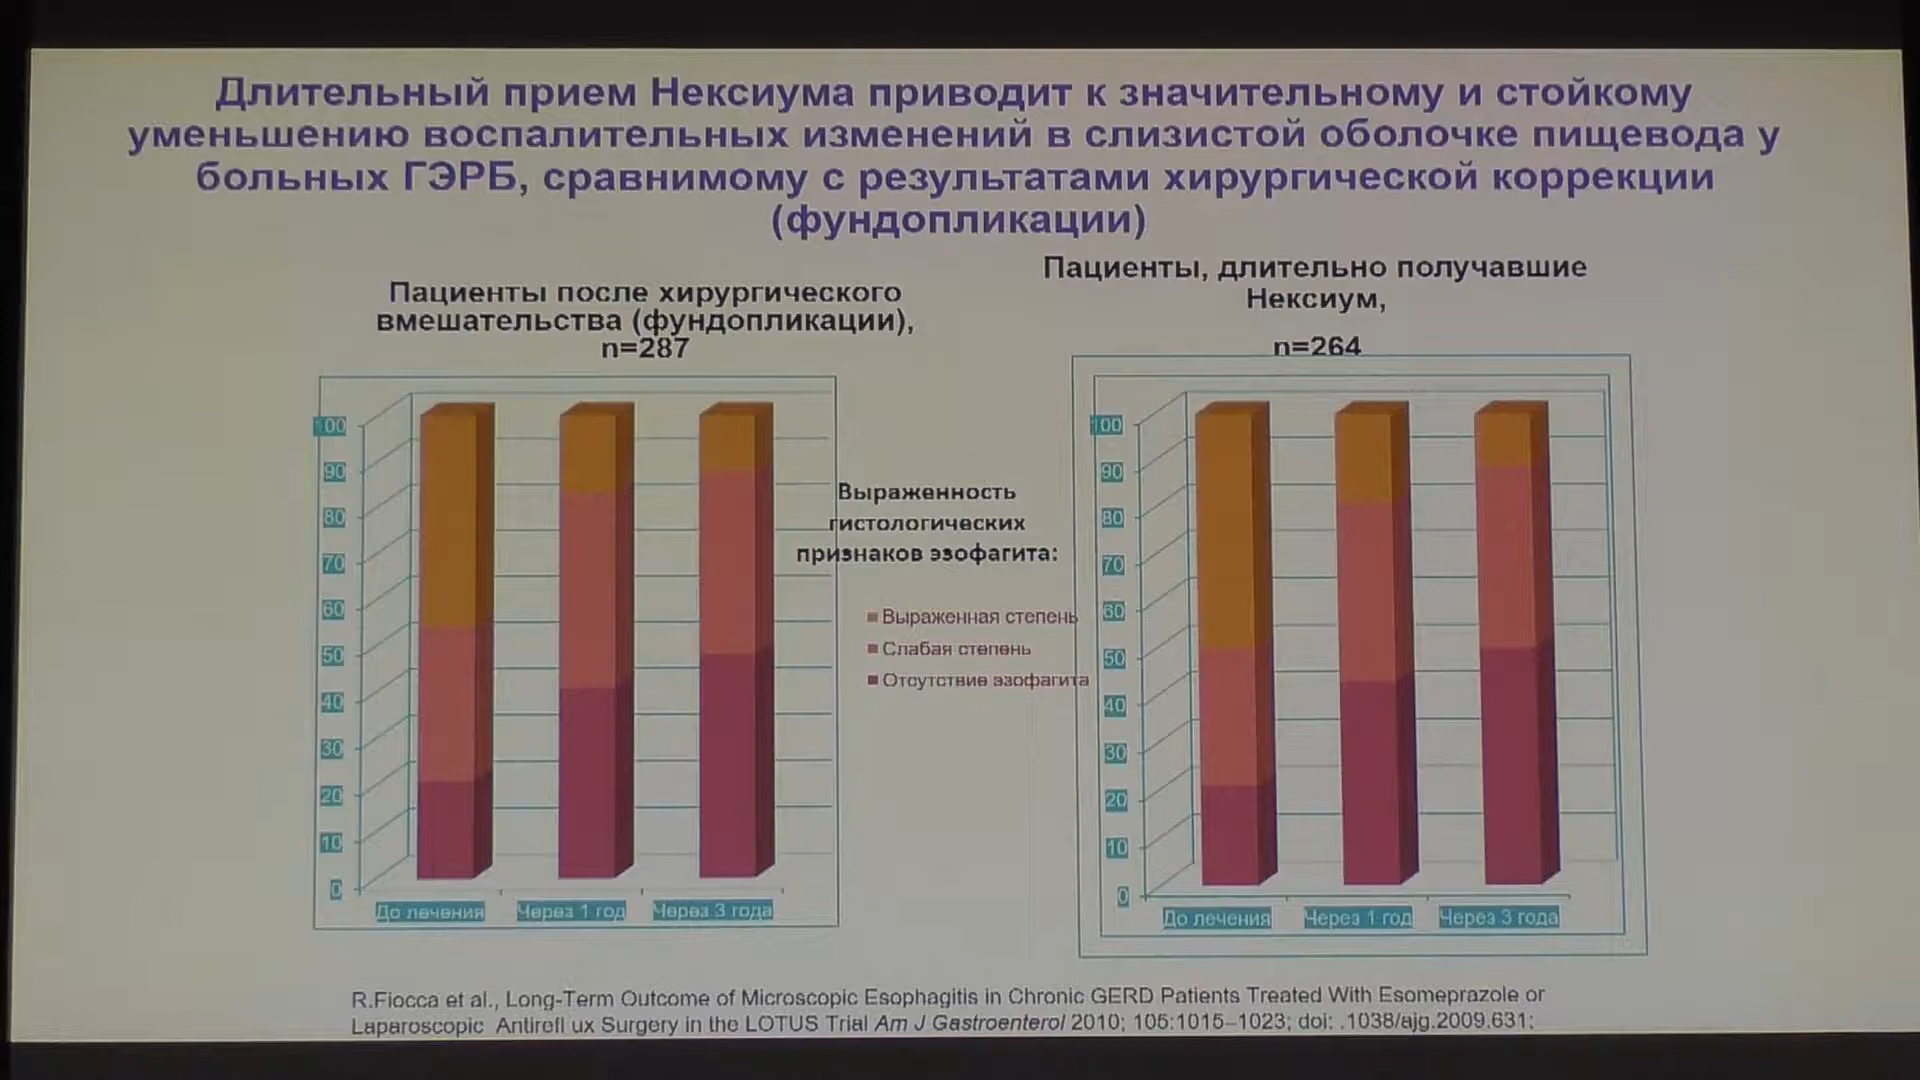 Длительный прием Нексиума приводит к значительному и стойкому
уменьшению воспалительных изменений в слизистой оболочке пищевода у
больных ГЭРБ, сравнимому с результатами хирургической коррекции
(фундопликации)
Пациенты после хирургического
вмешательства (фундопликации),
n=287
Пациенты, длительно получавшие
Нексиум,
n=264
100
90
80
70
60
50
40
30
20
10
0
До лечения Через 1 год Через 3 года
Выраженность
гистологических
признаков эзофагита:
Выраженная степень
Слабая степень
Отсутствие эзофагита
100
90
80
70
60
50
40
30
20
10
0
До лечения Через 1 год Через 3 года
R.Fiocca et al., Long-Term Outcome of Microscopic Esophagitis in Chronic GERD Patients Treated With Esomeprazole or
Laparoscopic Antirefl ux Surgery in the LOTUS Trial Am J Gastroenterol 2010; 105:1015–1023; doi: .1038/ajg.2009.631;